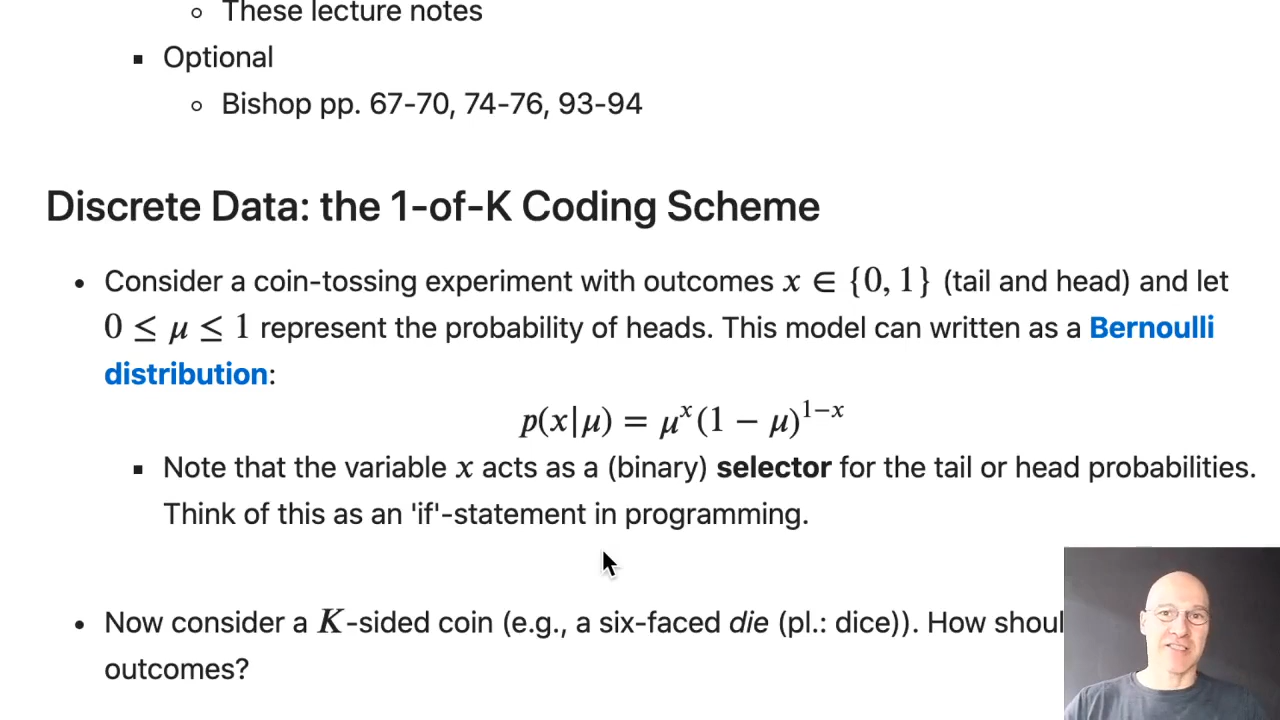 These lecture notes
Optional
Bishop pp. 67-70, 74-76, 93-94
Discrete Data: the 1-of-K Coding Scheme
Consider a coin-tossing experiment with outcomes x ∈ {0, 1} (tail and head) and let
0 ≤ μ ≤ 1 represent the probability of heads. This model can written as a Bernoulli
distribution:
p(x|μ) = μ^x (1 − μ)^{1−x}
Note that the variable x acts as a (binary) selector for the tail or head probabilities.
Think of this as an 'if'-statement in programming.
Now consider a K-sided coin (e.g., a six-faced die (pl.: dice)). How
outcomes?